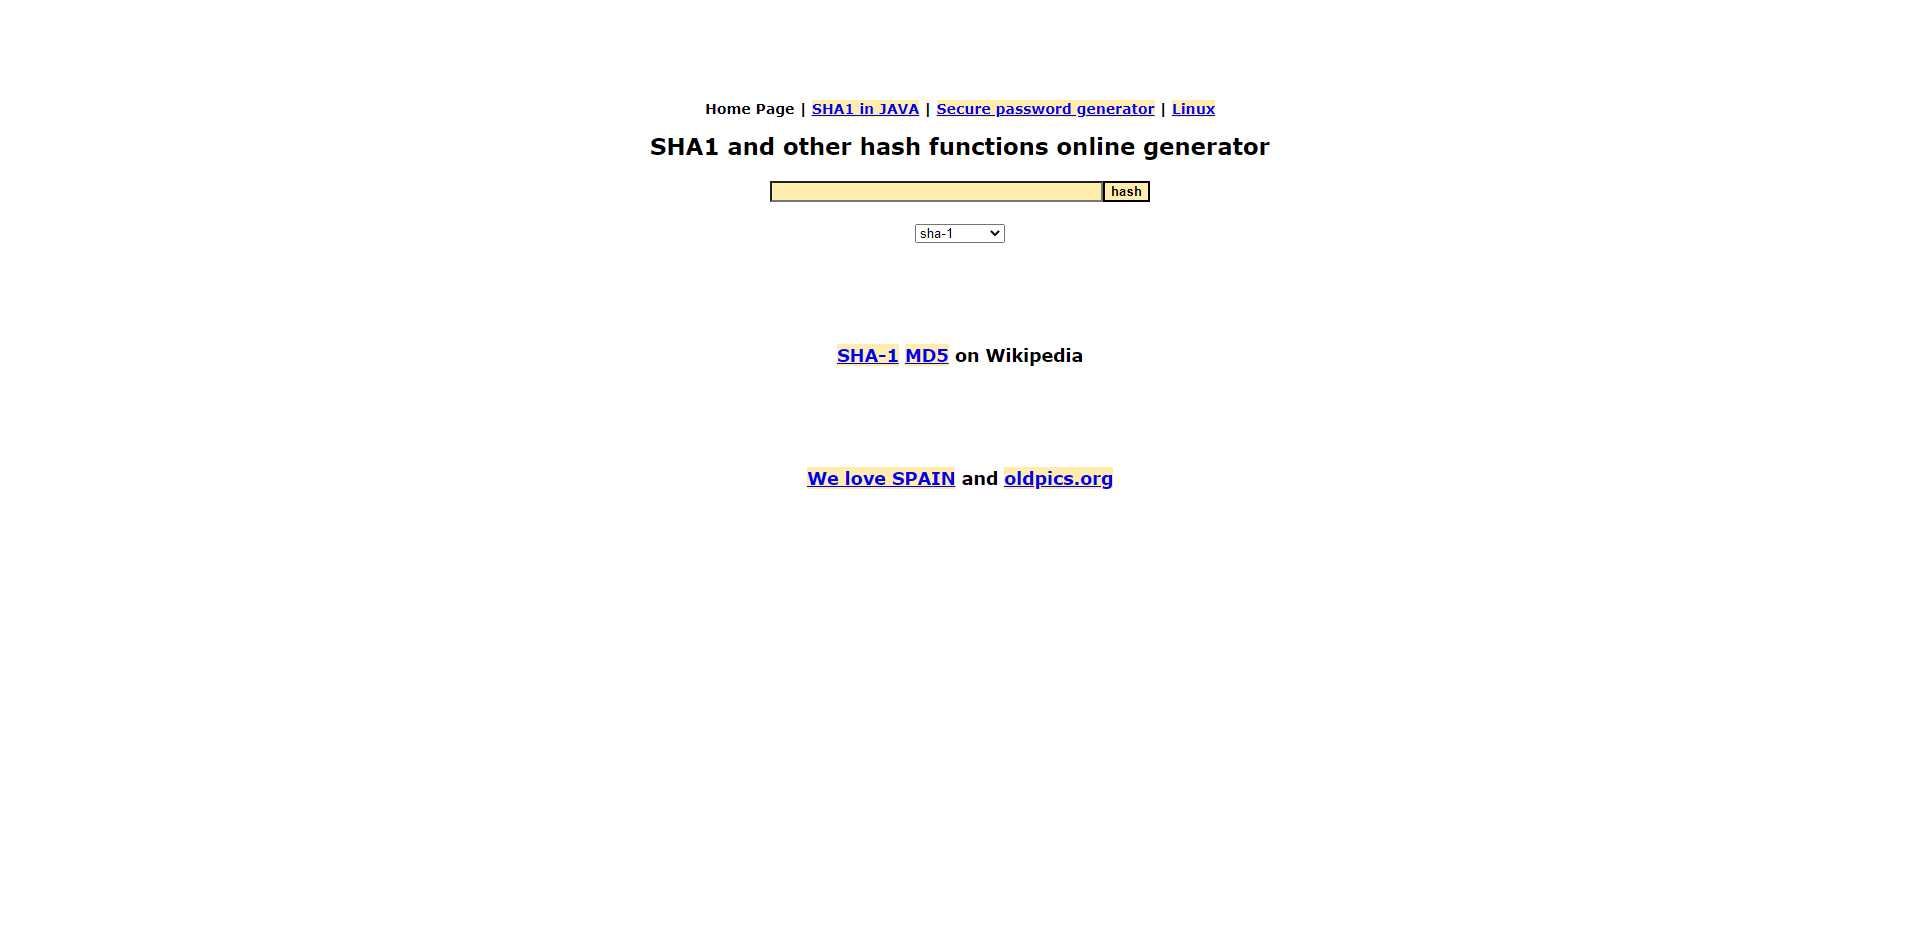 Home Page | SHA1 in JAVA | Secure password generator | Linux
SHA1 and other hash functions online generator
hash
sha-1
SHA-1 MD5 on Wikipedia
We love SPAIN and oldpics.org